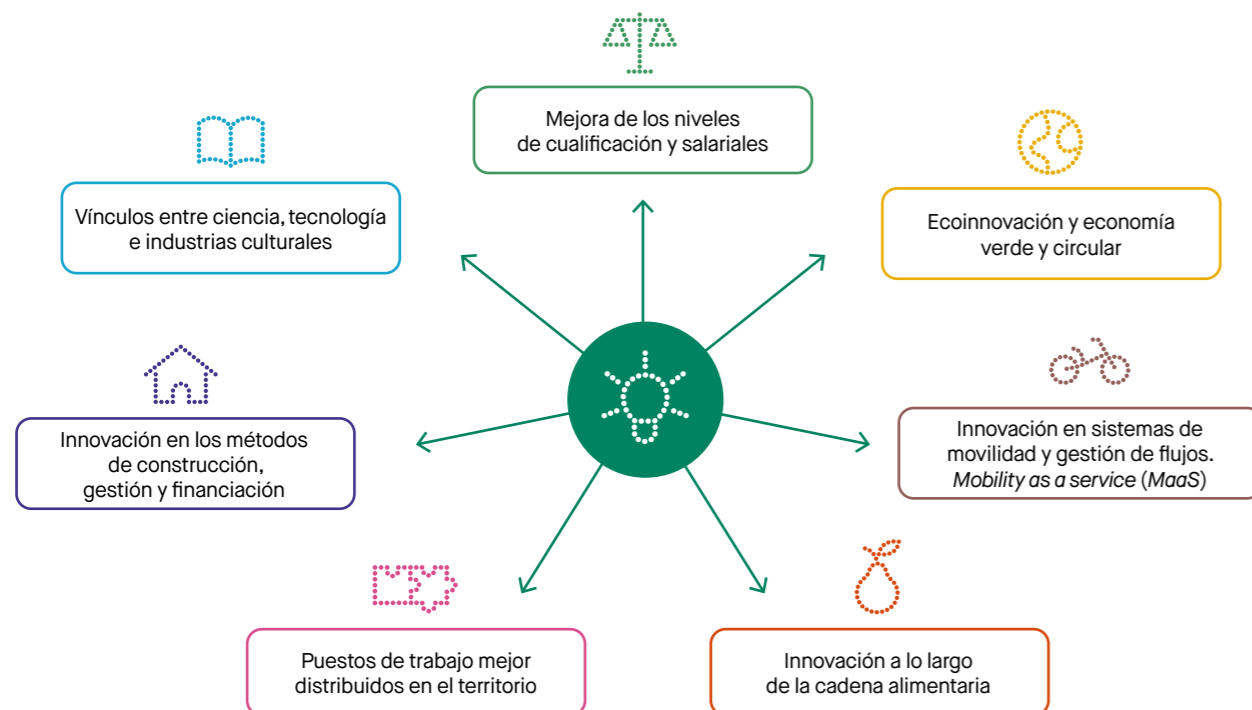 Mejora de los niveles
de cualificación y salariales
Vínculos entre ciencia, tecnología
e industrias culturales
Ecoinnovación y economía
verde y circular
Innovación en los métodos
de construcción,
gestión y financiación
Innovación en sistemas de
movilidad y gestión de flujos.
Mobility as a service (MaaS)
Puestos de trabajo mejor
distribuidos en el territorio
Innovación a lo largo
de la cadena alimentaria